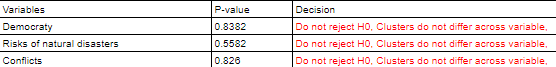 Variables P-value Decision
Democracy 0.8382 Do not reject H0, Clusters do not differ across variable,
Risks of natural disasters 0.5582 Do not reject H0, Clusters do not differ across variable,
Conflicts 0.826 Do not reject H0, Clusters do not differ across variable,